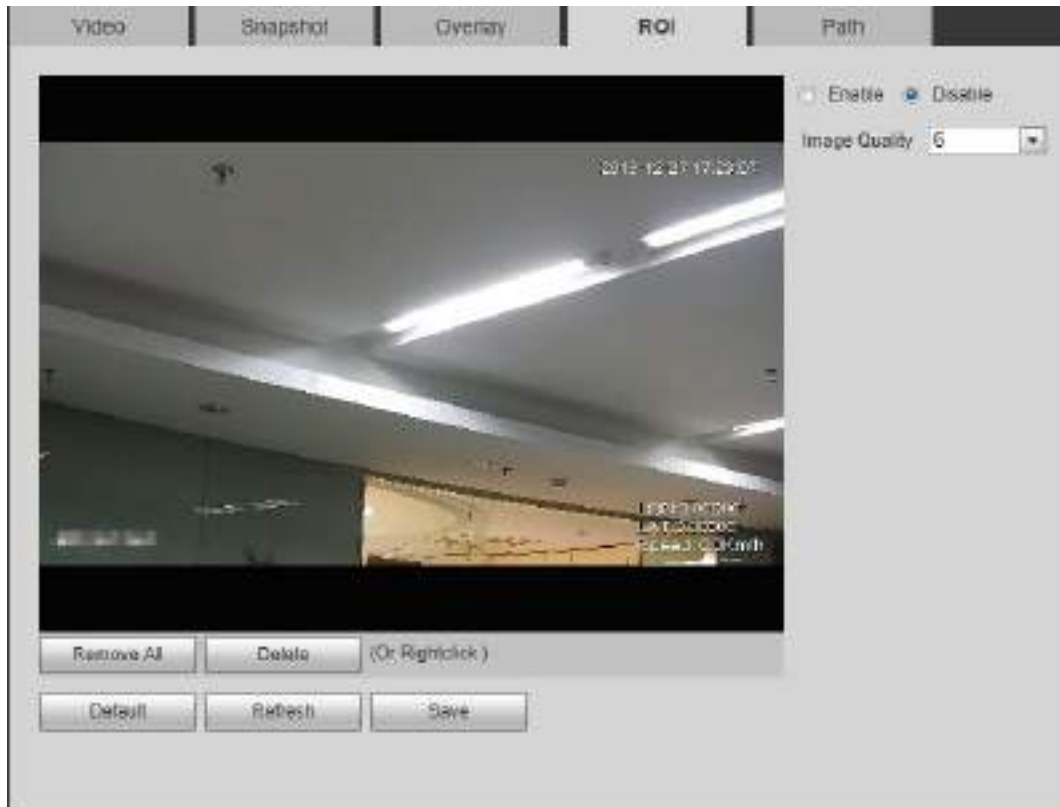 Video Snapshot Overlay ROI Path
Enable Disable
Image Quality 6
Remove All Delete (Or Rightclick )
Default Refresh Save